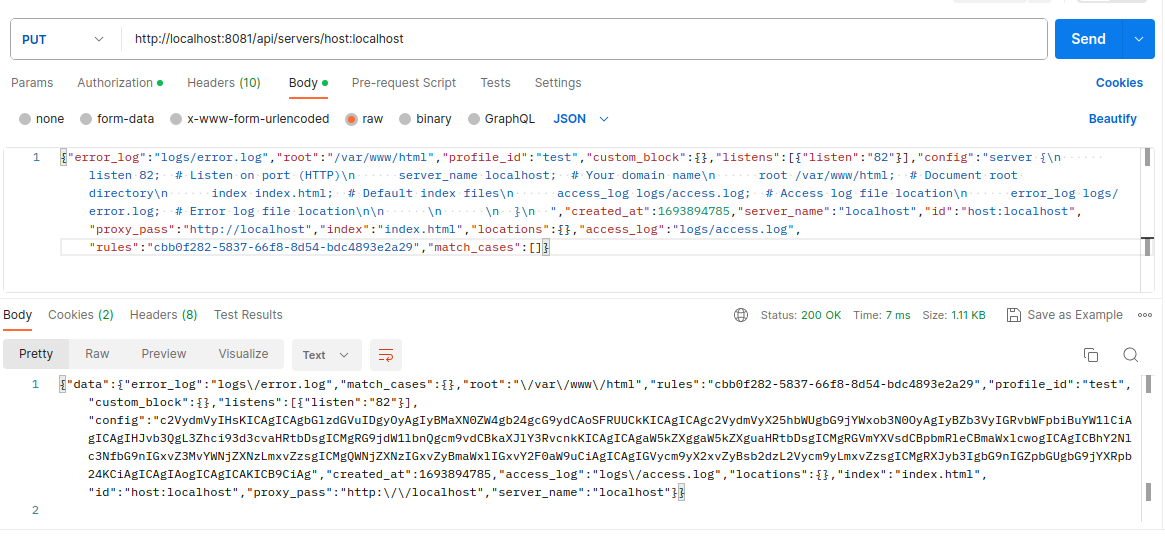 PUT http://localhost:8081/api/servers/host:localhost Send
Params Authorization Headers (10) Body Pre-request Script Tests Settings Cookies
none form-data x-www-form-urlencoded raw binary GraphQL JSON Beautify
1 {"error_log":"logs/error.log","root":"/var/www/html","profile_id":"test","custom_block":{},"listens":[{"listen":"82"}],"config":"server {\n
listen 82;  # Listen on port (HTTP)\n      server_name localhost;  # Your domain name\n      root /var/www/html;  # Document root
directory\n      index index.html;  # Default index files\n      access_log logs/access.log;  # Access log file location\n      error_log logs/
error.log;  # Error log file location\n\n      \n      \n  }\n  ","created_at":1693894785,"server_name":"localhost","id":"host:localhost",
"proxy_pass":"http://localhost","index":"index.html","locations":{},"access_log":"logs/access.log",
"rules":"cbb0f282-5837-66f8-8d54-bdc4893e2a29","match_cases":[]}
Body Cookies (2) Headers (8) Test Results Status: 200 OK Time: 7 ms Size: 1.11 KB Save as Example
Pretty Raw Preview Visualize Text
1 {"data":{"error_log":"logs\/error.log","match_cases":{},"root":"\/var\/www\/html","rules":"cbb0f282-5837-66f8-8d54-bdc4893e2a29","profile_id":"test",
"custom_block":{},"listens":[{"listen":"82"}],
"config":"c2VydmVyIHsKICAgICAgbGlzdGVuIDgyOyAgIyBMaXN0ZW4gb24gcG9ydCAoSFRUUCkKICAgICAgc2VydmVyX25hbWUgbG9jYWxob3N0OyAgIyBZb3VyIGRvbWFpbiBuYW1lCiA
gICAgIHJvb3QgL3Zhci93d3cvaHRtbDsgICMgRG9jdW1lbnQgcm9vdCBkaXJlY3RvcnkKICAgICAgaW5kZXggaW5kZXguaHRtbDsgICMgRGVmYXVsdCBpbmRleCBmaWxlcwogICAgICBhY2Nl
c3NfbG9nIGxvZ3MvYWNjZXNzLmxvZzsgICMgQWNjZXNzIGxvZyBmaWxlIGxvY2F0aW9uCiAgICAgIGVycm9yX2xvZyBsb2dzL2Vycm9yLmxvZzsgICMgRXJyb3IgbG9nIGZpbGUgbG9jYXRpb
24KCiAgICAgIAogICAgICAKICB9CiAg","created_at":1693894785,"access_log":"logs\/access.log","locations":{},"index":"index.html",
"id":"host:localhost","proxy_pass":"http:\/\/localhost","server_name":"localhost"}}
2